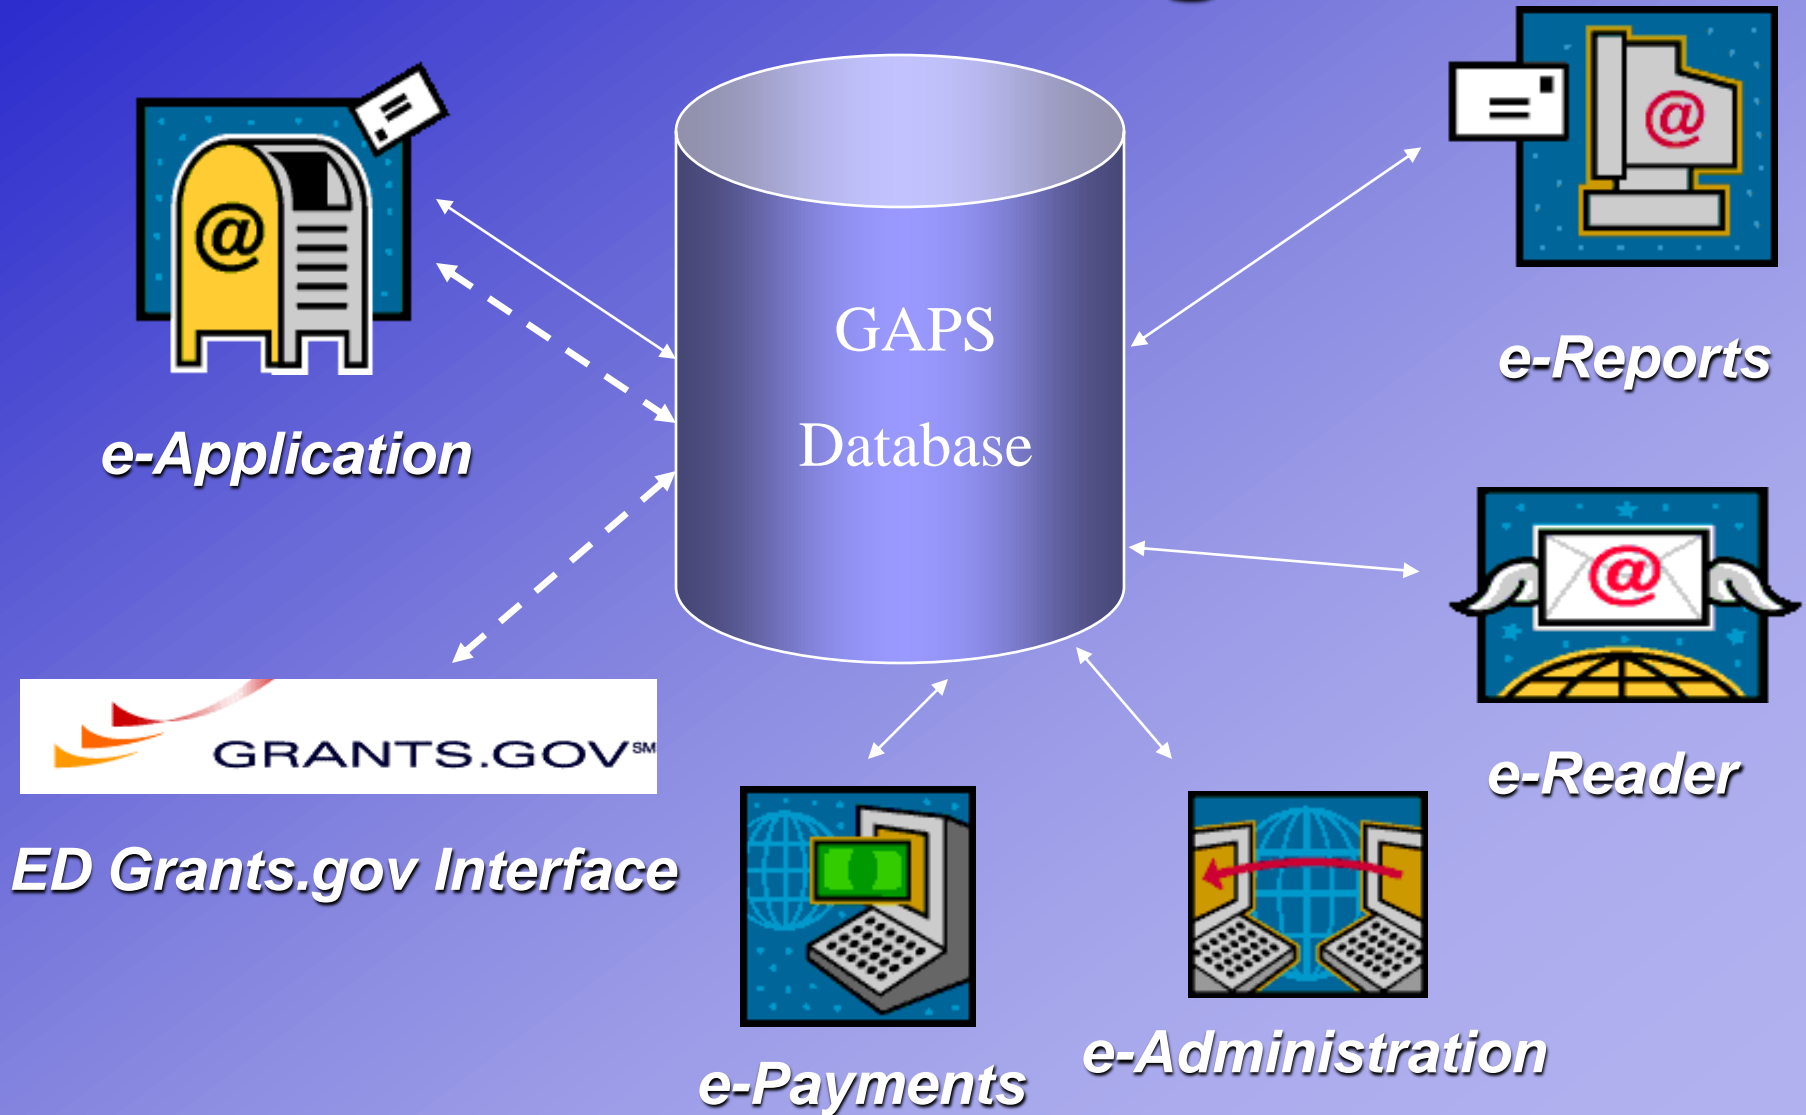 GAPS
Database
@
e-Application
@
e-Reports
@
e-Reader
GRANTS.GOV℠
ED Grants.gov Interface
e-Payments
e-Administration